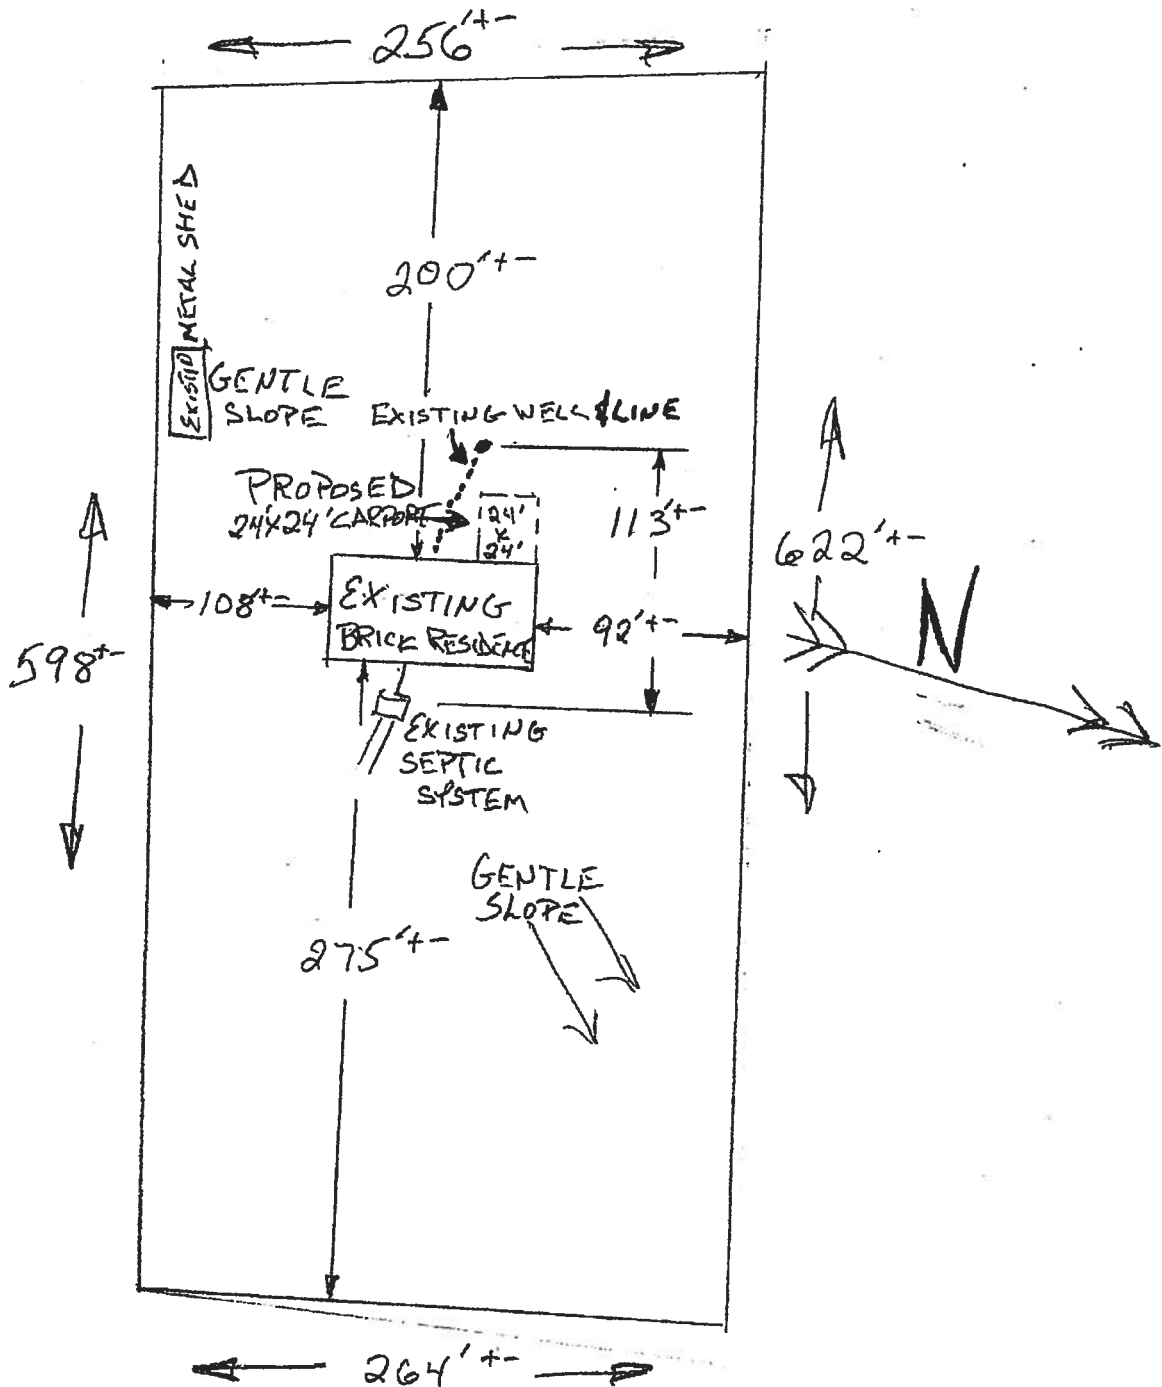 256'+-
METAL SHED
200'+-
EXISTING
GENTLE
SLOPE
EXISTING WELL & LINE
PROPOSED
24'X24' CARPORT
24'
X
24'
113'+-
622'+-
N
108'+-
EXISTING
BRICK RESIDENCE
92'+-
598+-
EXISTING
SEPTIC
SYSTEM
GENTLE
SLOPE
275'+-
264'+-